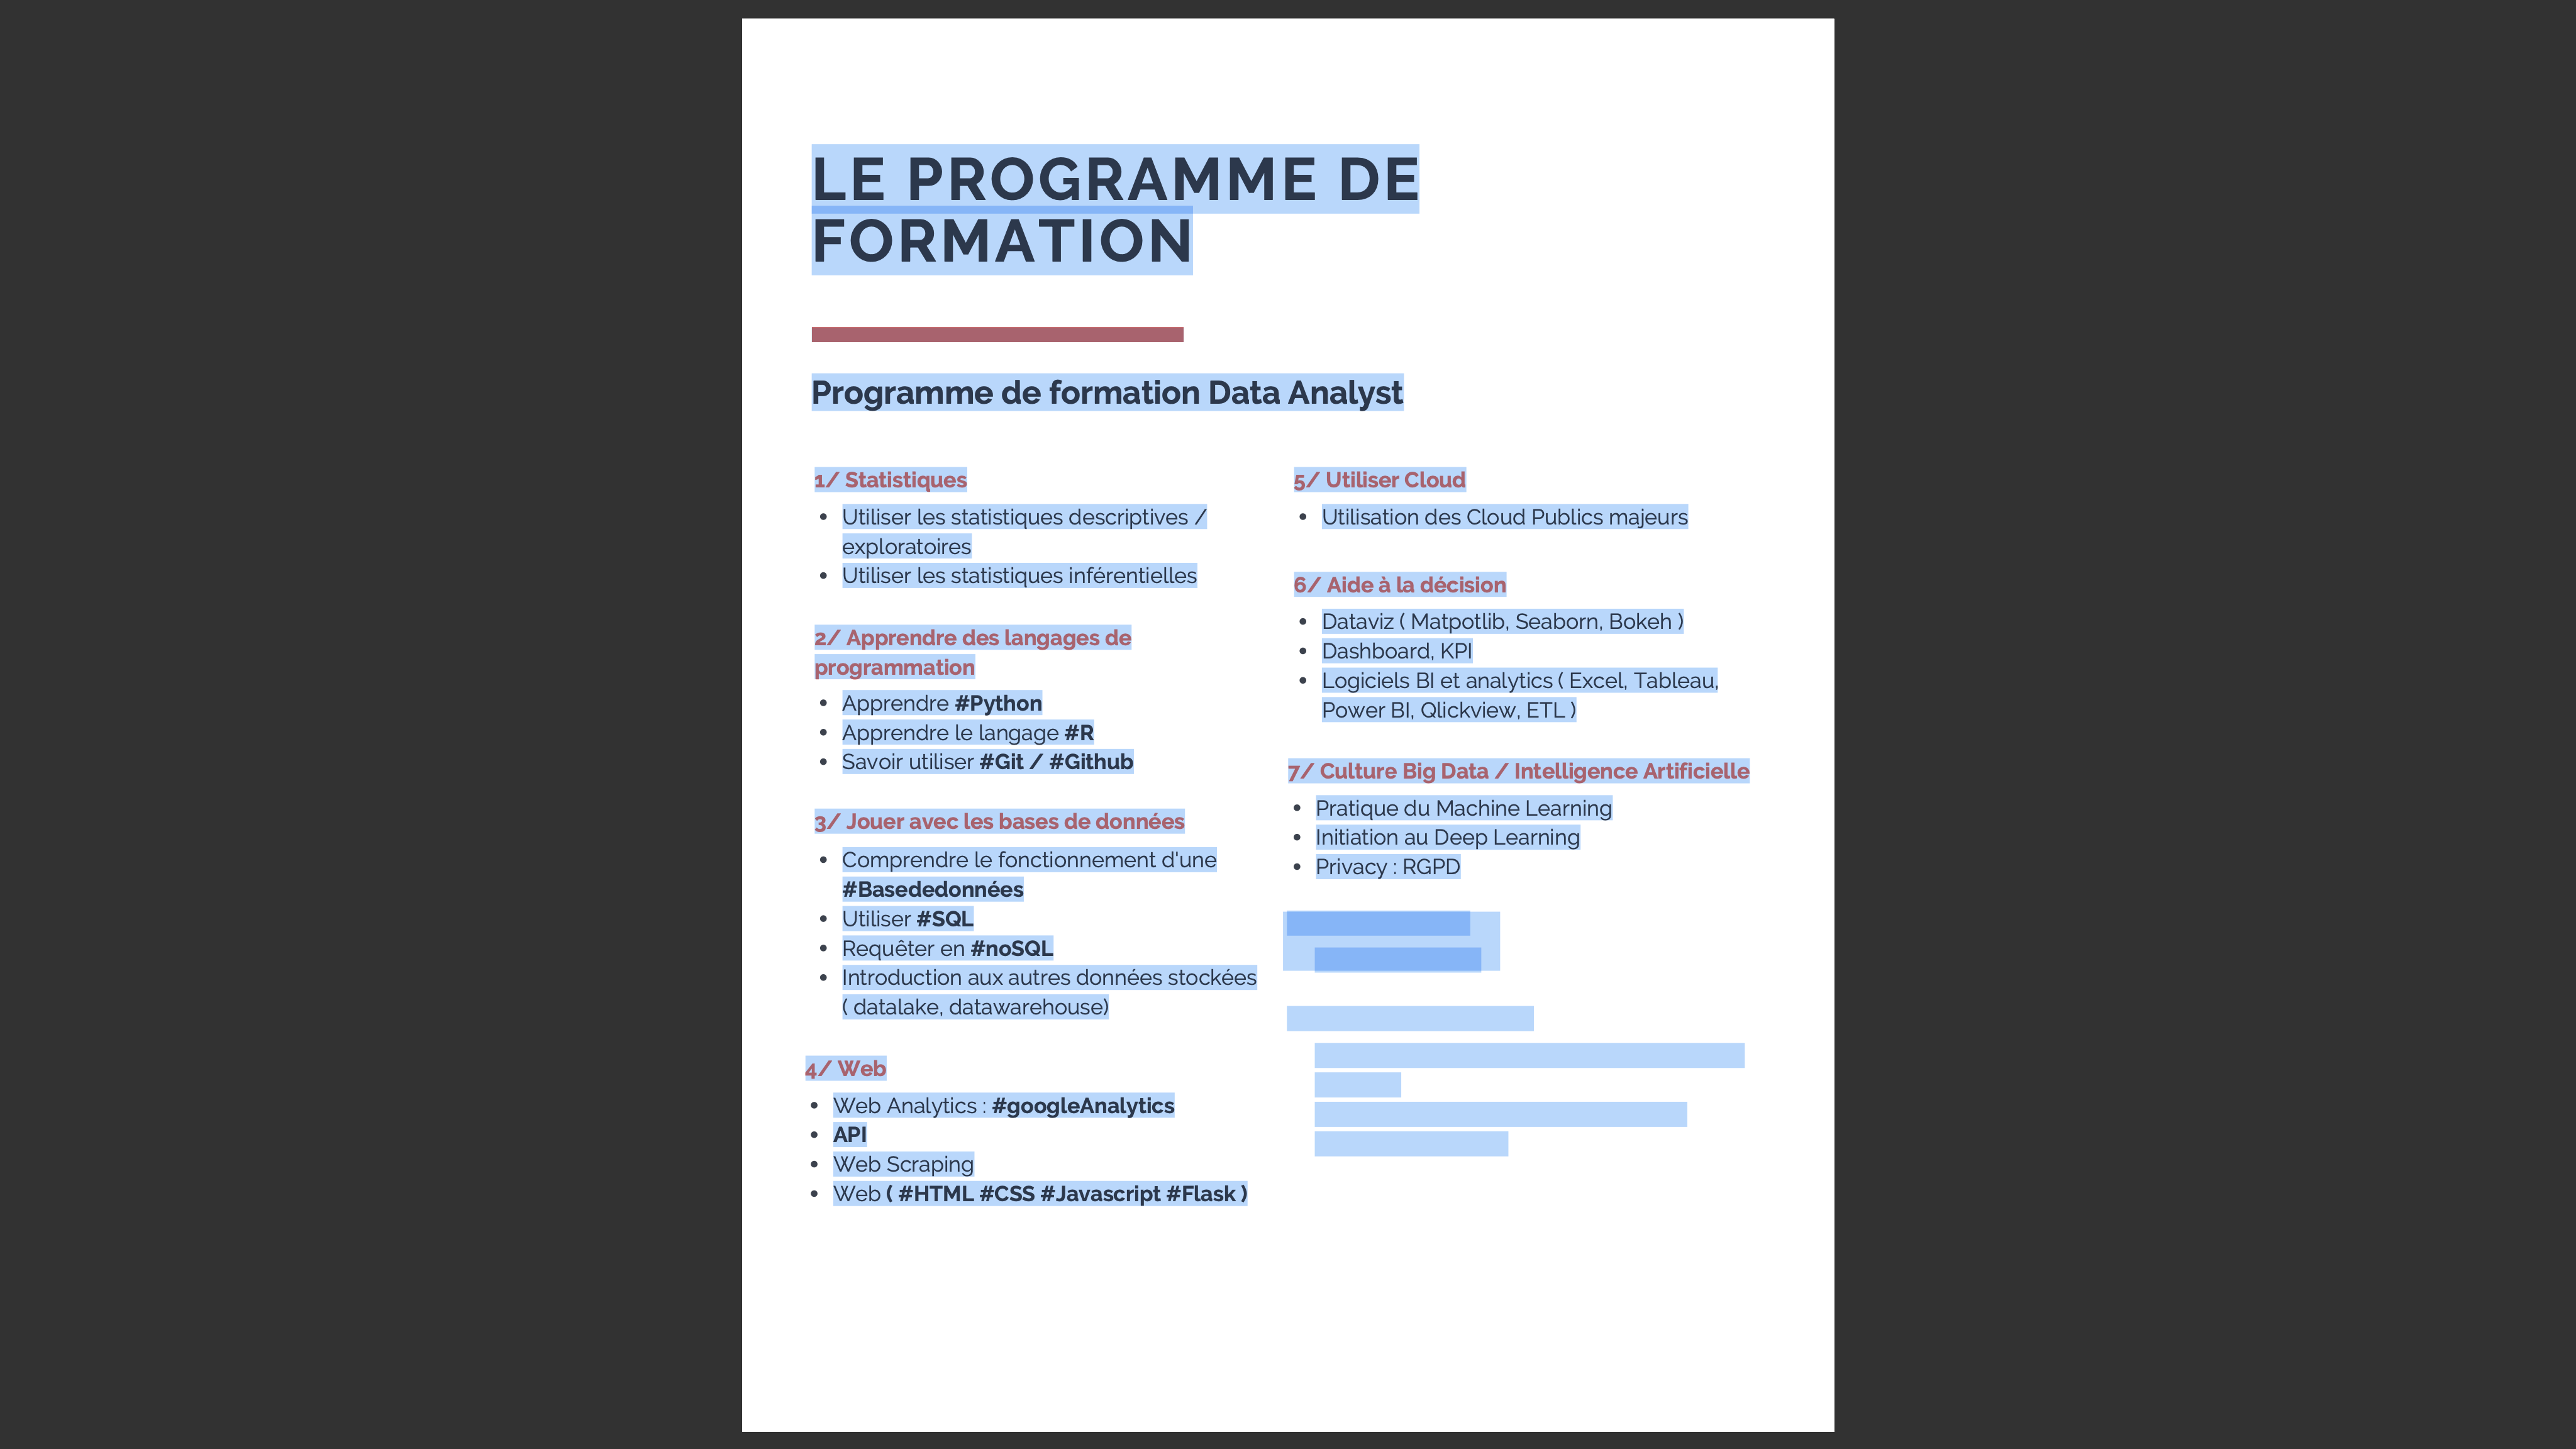 LE PROGRAMME DE
FORMATION
Programme de formation Data Analyst
1/ Statistiques
• Utiliser les statistiques descriptives /
exploratoires
• Utiliser les statistiques inférentielles
2/ Apprendre des langages de
programmation
• Apprendre #Python
• Apprendre le langage #R
• Savoir utiliser #Git / #Github
3/ Jouer avec les bases de données
• Comprendre le fonctionnement d'une
#Basededonnées
• Utiliser #SQL
• Requêter en #noSQL
• Introduction aux autres données stockées
( datalake, datawarehouse)
4/ Web
• Web Analytics : #googleAnalytics
• API
• Web Scraping
• Web ( #HTML #CSS #Javascript #Flask )
5/ Utiliser Cloud
• Utilisation des Cloud Publics majeurs
6/ Aide à la décision
• Dataviz ( Matpotlib, Seaborn, Bokeh )
• Dashboard, KPI
• Logiciels BI et analytics ( Excel, Tableau,
Power BI, Qlickview, ETL )
7/ Culture Big Data / Intelligence Artificielle
• Pratique du Machine Learning
• Initiation au Deep Learning
• Privacy : RGPD